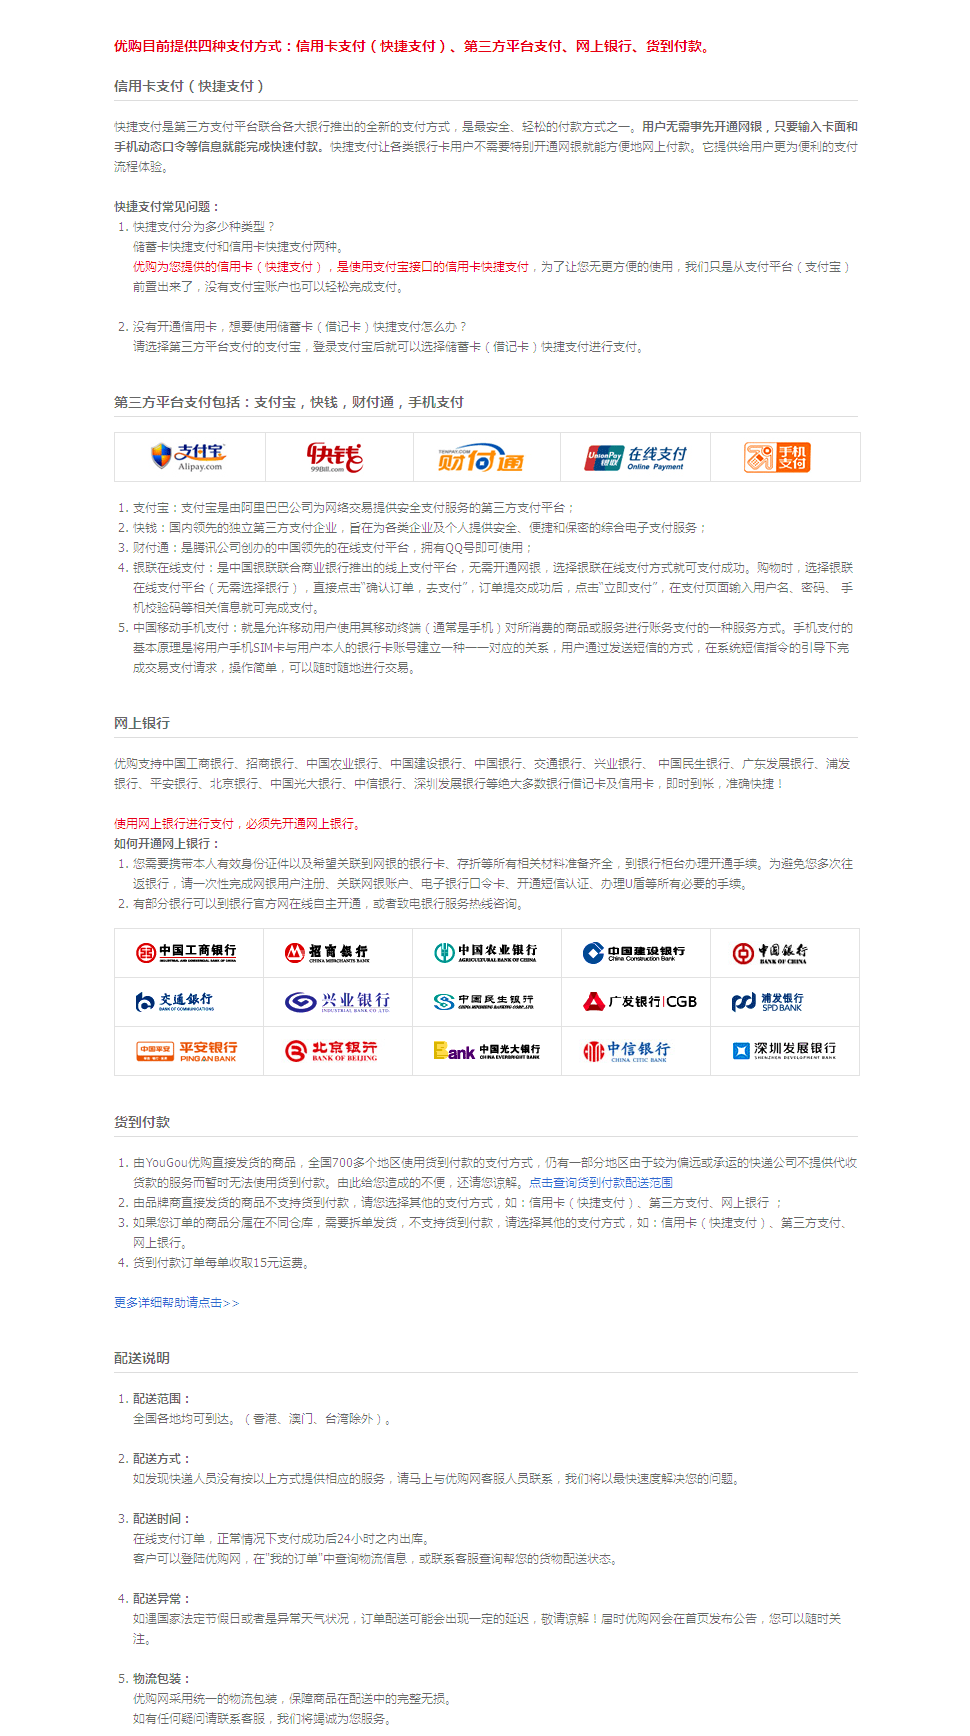 优购目前提供四种支付方式：信用卡支付（快捷支付）、第三方平台支付、网上银行、货到付款。
信用卡支付（快捷支付）
快捷支付是第三方支付平台联合各大银行推出的全新的支付方式，是最安全、轻松的付款方式之一。用户无需事先开通网银，只要输入卡面和
手机动态口令等信息就能完成快速付款。快捷支付让各类银行卡用户不需要特别开通网银就能方便地网上付款。它提供给用户更为便利的支付
流程体验。
快捷支付常见问题：
1. 快捷支付分为多少种类型？
储蓄卡快捷支付和信用卡快捷支付两种。
优购为您提供的信用卡（快捷支付），是使用支付宝接口的信用卡快捷支付，为了让您无更方便的使用，我们只是从支付平台（支付宝）
前置出来了，没有支付宝账户也可以轻松完成支付。
2. 没有开通信用卡，想要使用储蓄卡（借记卡）快捷支付怎么办？
请选择第三方平台支付的支付宝，登录支付宝后就可以选择储蓄卡（借记卡）快捷支付进行支付。
第三方平台支付包括：支付宝，快钱，财付通，手机支付
支付宝 Alipay.com 快钱 99Bill.com TENPAY.COM 财付通 UnionPay 银联 在线支付 Online Payment 手机支付
1. 支付宝：支付宝是由阿里巴巴公司为网络交易提供安全支付服务的第三方支付平台；
2. 快钱：国内领先的独立第三方支付企业，旨在为各类企业及个人提供安全、便捷和保密的综合电子支付服务；
3. 财付通：是腾讯公司创办的中国领先的在线支付平台，拥有QQ号即可使用；
4. 银联在线支付：是中国银联联合商业银行推出的线上支付平台，无需开通网银，选择银联在线支付方式就可支付成功。购物时，选择银联
在线支付平台（无需选择银行），直接点击“确认订单，去支付”，订单提交成功后，点击“立即支付”，在支付页面输入用户名、密码、 手
机校验码等相关信息就可完成支付。
5. 中国移动手机支付：就是允许移动用户使用其移动终端（通常是手机）对所消费的商品或服务进行账务支付的一种服务方式。手机支付的
基本原理是将用户手机SIM卡与用户本人的银行卡账号建立一种一一对应的关系，用户通过发送短信的方式，在系统短信指令的引导下完
成交易支付请求，操作简单，可以随时随地进行交易。
网上银行
优购支持中国工商银行、招商银行、中国农业银行、中国建设银行、中国银行、交通银行、兴业银行、 中国民生银行、广东发展银行、浦发
银行、平安银行、北京银行、中国光大银行、中信银行、深圳发展银行等绝大多数银行借记卡及信用卡，即时到帐，准确快捷！
使用网上银行进行支付，必须先开通网上银行。
如何开通网上银行：
1. 您需要携带本人有效身份证件以及希望关联到网银的银行卡、存折等所有相关材料准备齐全，到银行柜台办理开通手续。为避免您多次往
返银行，请一次性完成网银用户注册、关联网银账户、电子银行口令卡、开通短信认证、办理U盾等所有必要的手续。
2. 有部分银行可以到银行官方网在线自主开通，或者致电银行服务热线咨询。
中国工商银行 INDUSTRIAL AND COMMERCIAL BANK OF CHINA 招商银行 CHINA MERCHANTS BANK 中国农业银行 AGRICULTURAL BANK OF CHINA 中国建设银行 China Construction Bank 中国银行 BANK OF CHINA
交通银行 BANK OF COMMUNICATIONS 兴业银行 INDUSTRIAL BANK CO.,LTD. 中国民生银行 CHINA MINSHENG BANKING CORP.,LTD. 广发银行|CGB 浦发银行 SPD BANK
中国平安 平安银行 PING AN BANK 北京银行 BANK OF BEIJING Bank 中国光大银行 CHINA EVERBRIGHT BANK 中信银行 CHINA CITIC BANK 深圳发展银行 SHENZHEN DEVELOPMENT BANK
货到付款
1. 由YouGou优购直接发货的商品，全国700多个地区使用货到付款的支付方式，仍有一部分地区由于较为偏远或承运的快递公司不提供代收
货款的服务而暂时无法使用货到付款。由此给您造成的不便，还请您谅解。点击查询货到付款配送范围
2. 由品牌商直接发货的商品不支持货到付款，请您选择其他的支付方式，如：信用卡（快捷支付）、第三方支付、网上银行 ；
3. 如果您订单的商品分属在不同仓库，需要拆单发货，不支持货到付款，请选择其他的支付方式，如：信用卡（快捷支付）、第三方支付、
网上银行。
4. 货到付款订单每单收取15元运费。
更多详细帮助请点击>>
配送说明
1. 配送范围：
全国各地均可到达。（香港、澳门、台湾除外）。
2. 配送方式：
如发现快递人员没有按以上方式提供相应的服务，请马上与优购网客服人员联系，我们将以最快速度解决您的问题。
3. 配送时间：
在线支付订单，正常情况下支付成功后24小时之内出库。
客户可以登陆优购网，在“我的订单”中查询物流信息，或联系客服查询帮您的货物配送状态。
4. 配送异常：
如逢国家法定节假日或者是异常天气状况，订单配送可能会出现一定的延迟，敬请谅解！届时优购网会在首页发布公告，您可以随时关
注。
5. 物流包装：
优购网采用统一的物流包装，保障商品在配送中的完整无损。
如有任何疑问请联系客服，我们将竭诚为您服务。